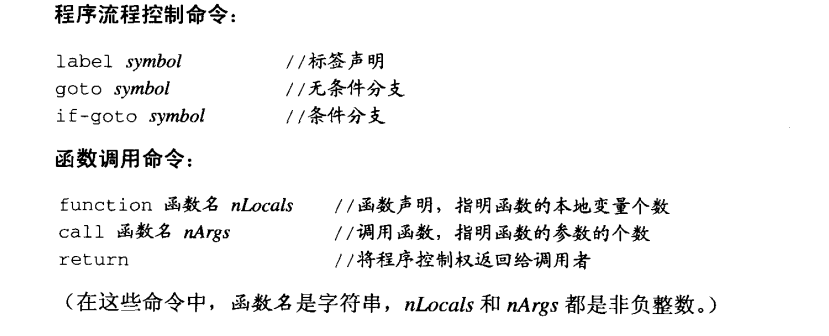 程序流程控制命令：
label symbol //标签声明
goto symbol //无条件分支
if-goto symbol //条件分支
函数调用命令：
function 函数名 nLocals //函数声明，指明函数的本地变量个数
call 函数名 nArgs //调用函数，指明函数的参数的个数
return //将程序控制权返回给调用者
（在这些命令中，函数名是字符串，nLocals 和 nArgs 都是非负整数。）